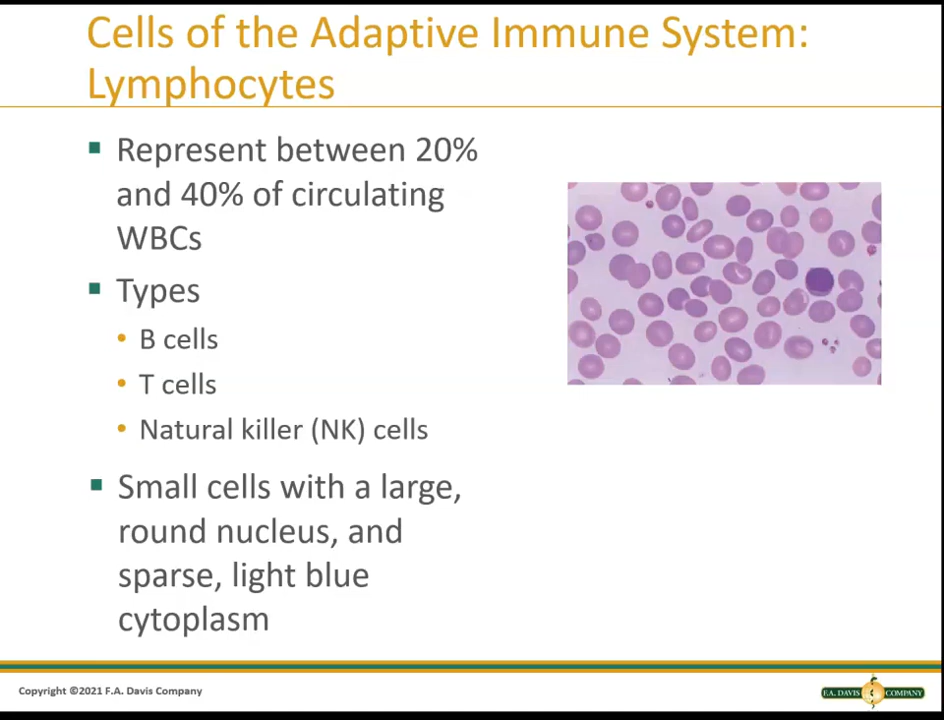 Cells of the Adaptive Immune System:
Lymphocytes
Represent between 20%
and 40% of circulating
WBCs
Types
B cells
T cells
Natural killer (NK) cells
Small cells with a large,
round nucleus, and
sparse, light blue
cytoplasm
Copyright ©2021 F.A. Davis Company
F.A. DAVIS COMPANY